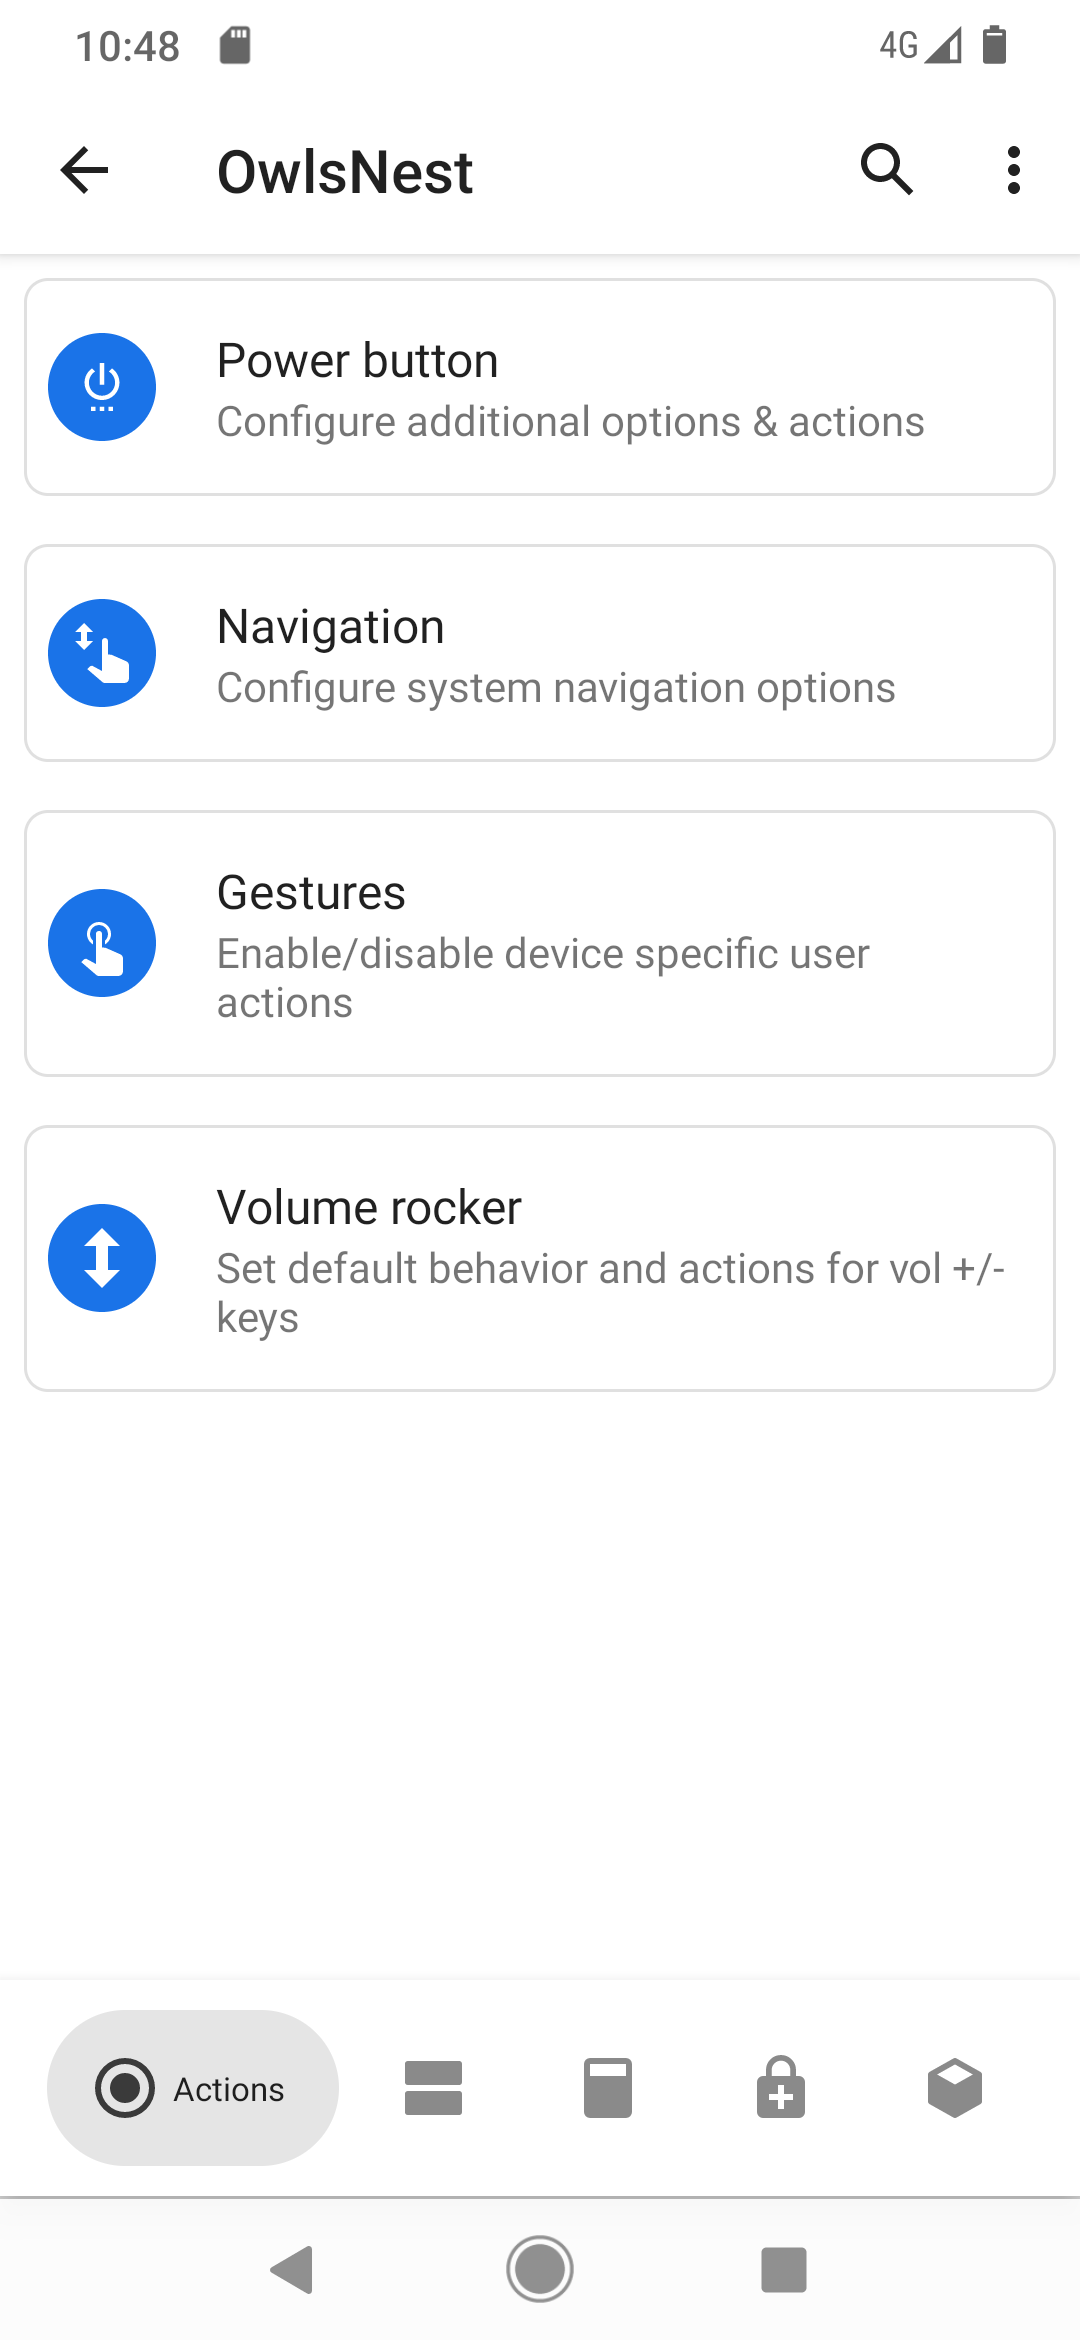 10:48
4G
OwlsNest
Power button
Configure additional options & actions
Navigation
Configure system navigation options
Gestures
Enable/disable device specific user
actions
Volume rocker
Set default behavior and actions for vol +/-
keys
Actions